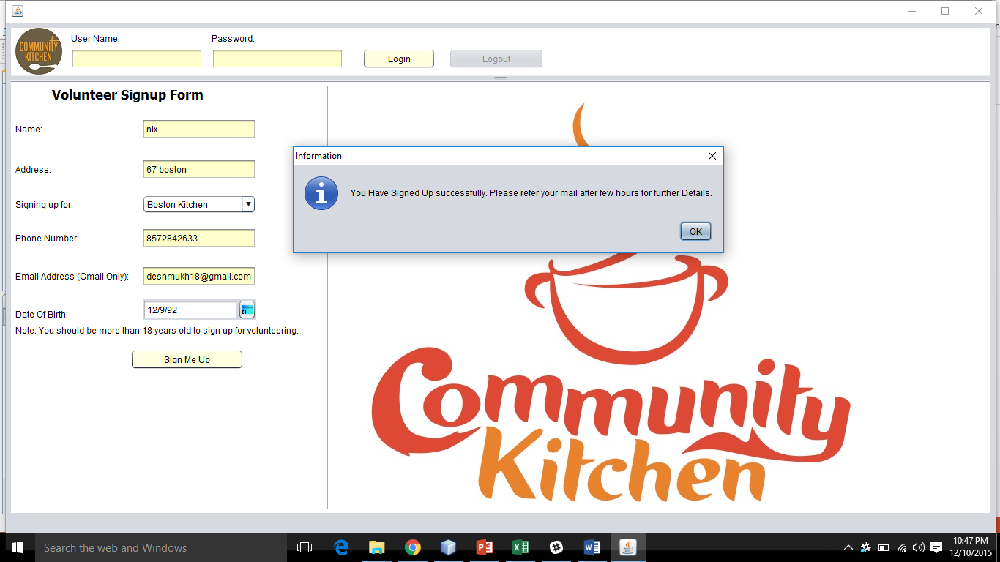 User Name:
Password:
COMMUNITY
KITCHEN
Login
Logout
Volunteer Signup Form
Name:
nix
Address:
67 boston
Signing up for:
Boston Kitchen
Phone Number:
8572842633
Email Address (Gmail Only):
deshmukh18@gmail.com
Date Of Birth:
12/9/92
Note: You should be more than 18 years old to sign up for volunteering.
Sign Me Up
Information
You Have Signed Up successfully. Please refer your mail after few hours for further Details.
OK
Community
Kitchen
Search the web and Windows
10:47 PM
12/10/2015